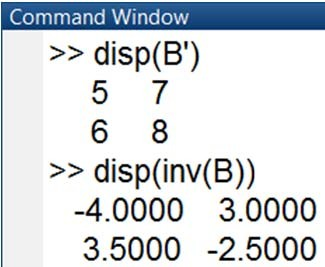 Command Window
>> disp(B')
5 7
6 8
>> disp(inv(B))
-4.0000 3.0000
3.5000 -2.5000